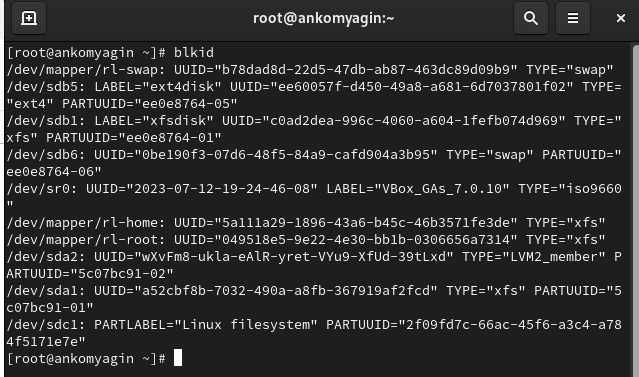 root@ankomyagin:~
[root@ankomyagin ~]# blkid
/dev/mapper/rl-swap: UUID="b78dad8d-22d5-47db-ab87-463dc89d09b9" TYPE="swap"
/dev/sdb5: LABEL="ext4disk" UUID="ee60057f-d450-49a8-a681-6d7037801f02" TYPE=
"ext4" PARTUUID="ee0e8764-05"
/dev/sdb1: LABEL="xfsdisk" UUID="c0ad2dea-996c-4060-a604-1fefb074d969" TYPE="
xfs" PARTUUID="ee0e8764-01"
/dev/sdb6: UUID="0be190f3-07d6-48f5-84a9-cafd904a3b95" TYPE="swap" PARTUUID="
ee0e8764-06"
/dev/sr0: UUID="2023-07-12-19-24-46-08" LABEL="VBox_GAs_7.0.10" TYPE="iso9660
"
/dev/mapper/rl-home: UUID="5a111a29-1896-43a6-b45c-46b3571fe3de" TYPE="xfs"
/dev/mapper/rl-root: UUID="049518e5-9e22-4e30-bb1b-0306656a7314" TYPE="xfs"
/dev/sda2: UUID="wXvFm8-ukla-eAlR-yret-VYu9-XfUd-39tLxd" TYPE="LVM2_member" P
ARTUUID="5c07bc91-02"
/dev/sda1: UUID="a52cbf8b-7032-490a-a8fb-367919af2fcd" TYPE="xfs" PARTUUID="5
c07bc91-01"
/dev/sdc1: PARTLABEL="Linux filesystem" PARTUUID="2f09fd7c-66ac-45f6-a3c4-a78
4f5171e7e"
[root@ankomyagin ~]#